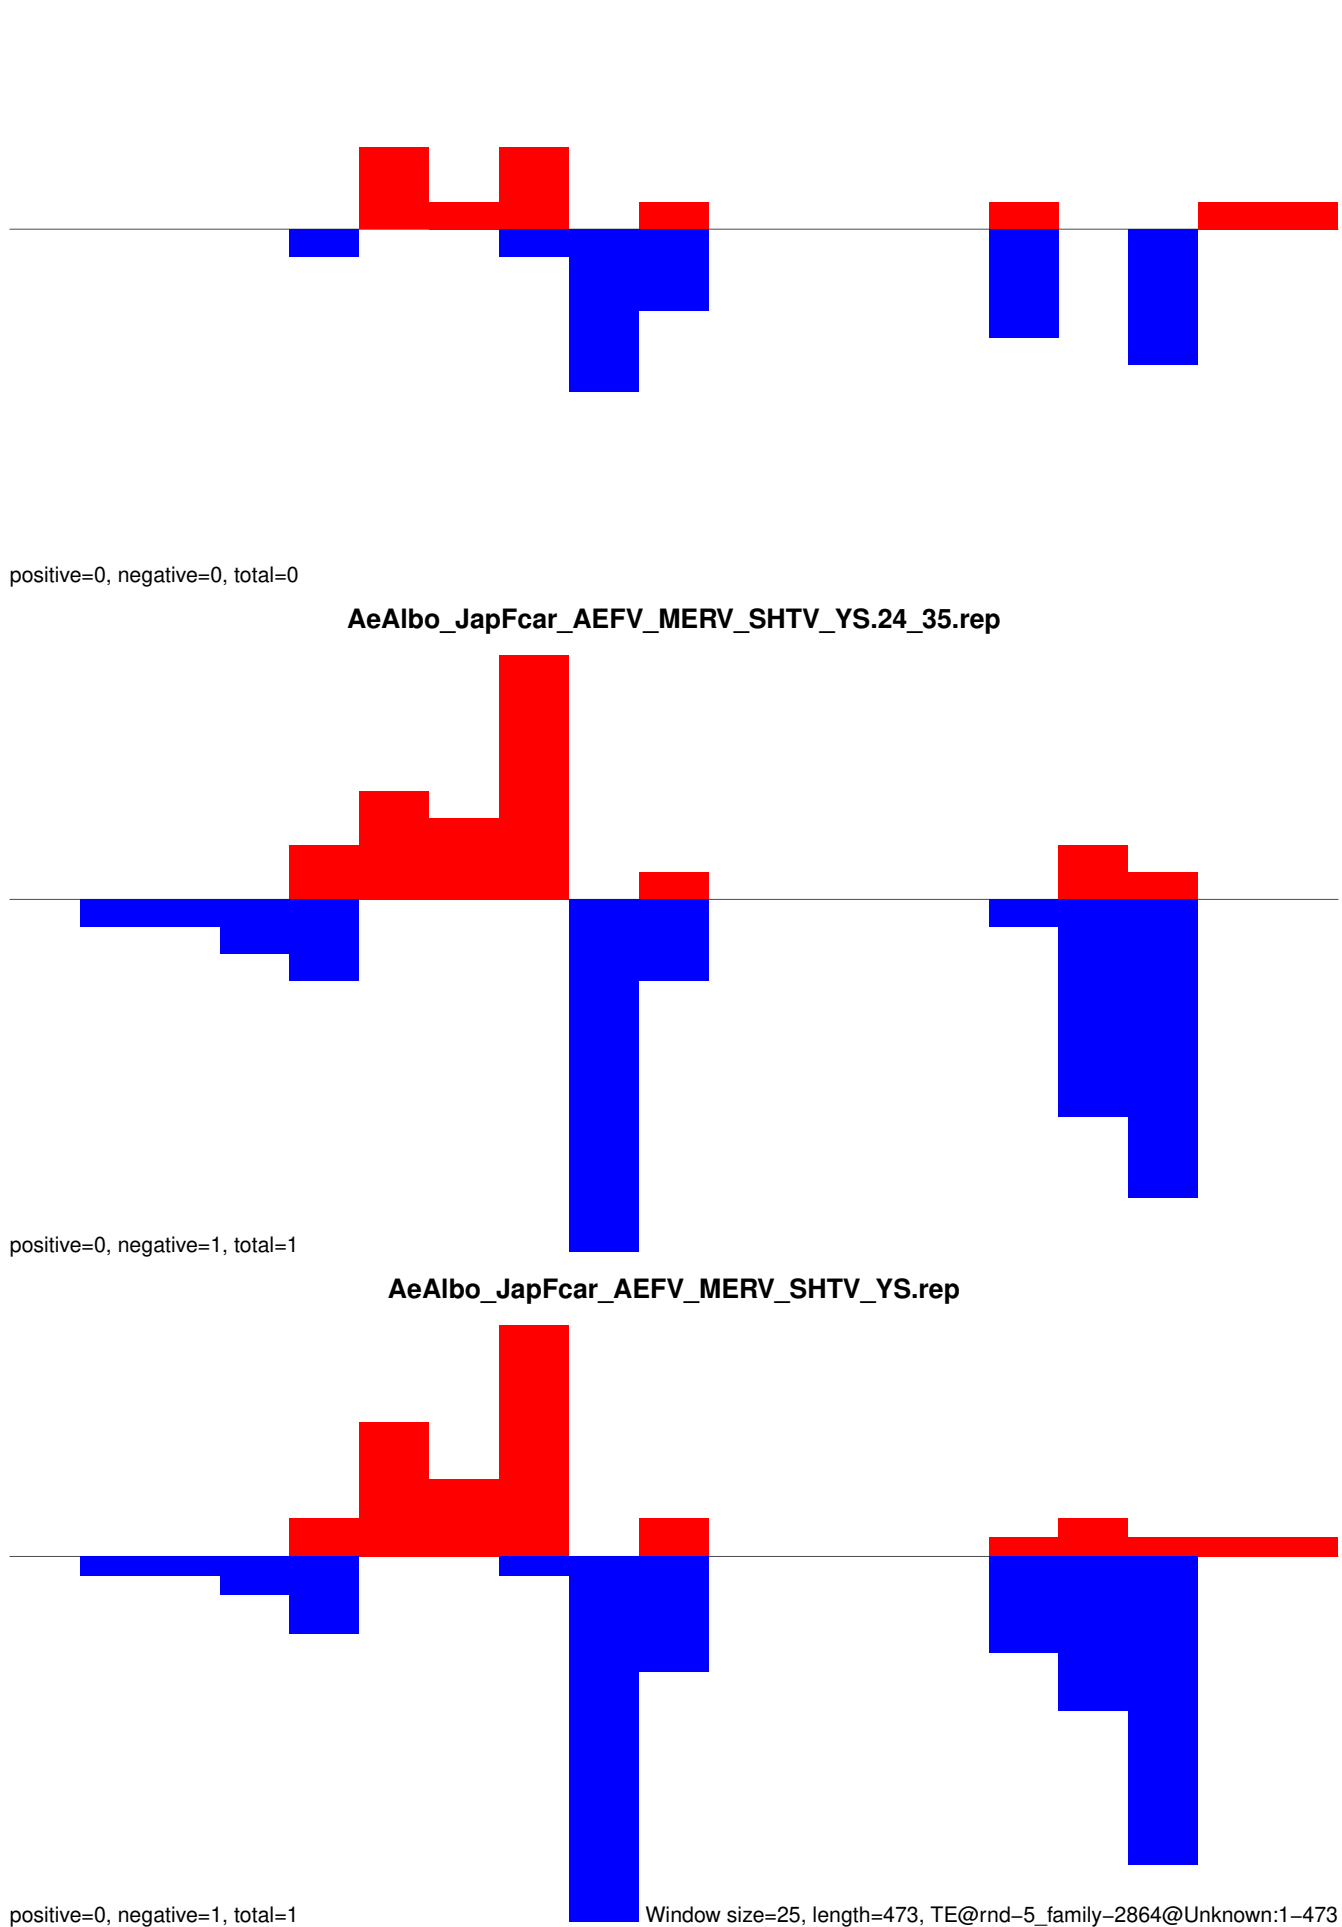 positive=0, negative=0, total=0
AeAlbo_JapFcar_AEFV_MERV_SHTV_YS.24_35.rep
positive=0, negative=1, total=1
AeAlbo_JapFcar_AEFV_MERV_SHTV_YS.rep
positive=0, negative=1, total=1
Window size=25, length=473, TE@rnd−5_family−2864@Unknown:1−473